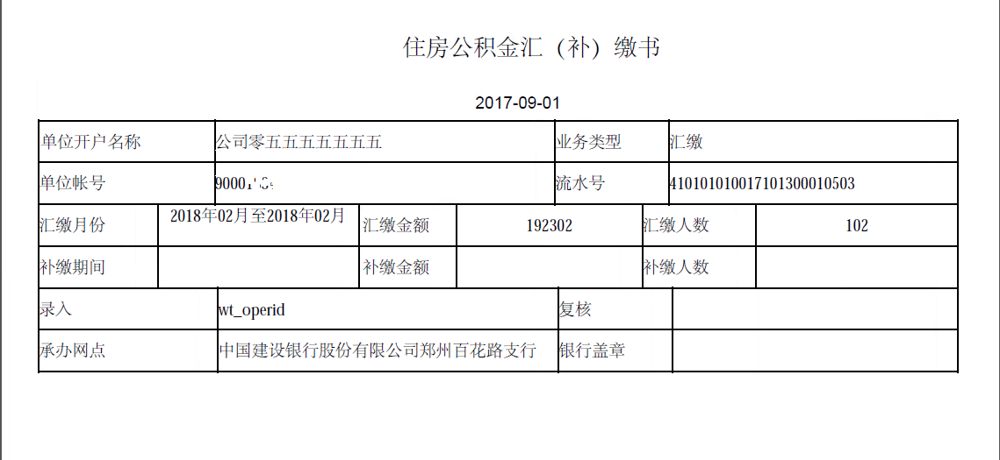 住房公积金汇（补）缴书
2017-09-01
单位开户名称 公司零五五五五五五五 业务类型 汇缴
单位帐号 流水号 410101010017101300010503
汇缴月份 2018年02月至2018年02月 汇缴金额 192302 汇缴人数 102
补缴期间 补缴金额 补缴人数
录入 wt_operid 复核
承办网点 中国建设银行股份有限公司郑州百花路支行 银行盖章